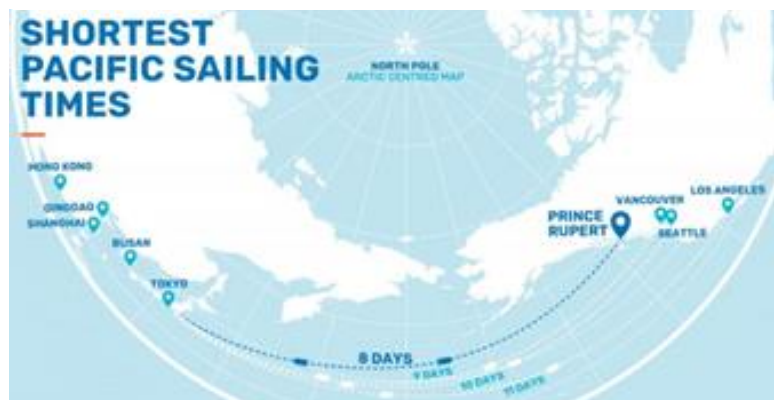 SHORTEST
PACIFIC SAILING
TIMES
NORTH POLE
ARCTIC CENTRED MAP
HONG KONG
QINGDAO
SHANGHAI
BUSAN
TOKYO
PRINCE
RUPERT
VANCOUVER
SEATTLE
LOS ANGELES
8 DAYS
9 DAYS
10 DAYS
11 DAYS